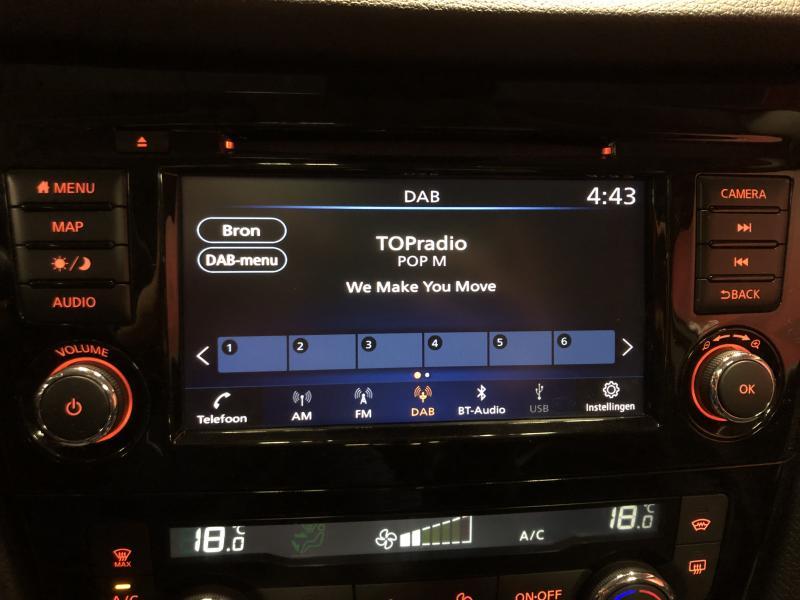 MENU
MAP
AUDIO
VOLUME
DAB
4:43
Bron
DAB-menu
TOPradio
POP M
We Make You Move
1 2 3 4 5 6
Telefoon
AM
FM
DAB
BT-Audio
USB
Instellingen
CAMERA
BACK
OK
18.0 °C
A/C
18.0 °C
MAX
A/C
ON·OFF